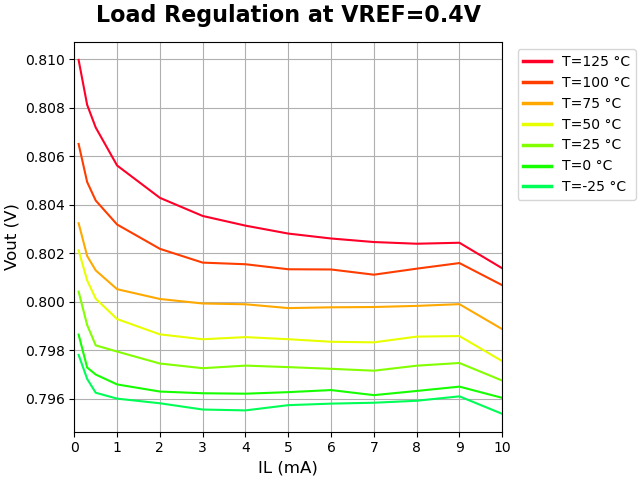 Load Regulation at VREF=0.4V
Vout (V)
0.810
0.808
0.806
0.804
0.802
0.800
0.798
0.796
0 1 2 3 4 5 6 7 8 9 10
IL (mA)
T=125 °C
T=100 °C
T=75 °C
T=50 °C
T=25 °C
T=0 °C
T=-25 °C